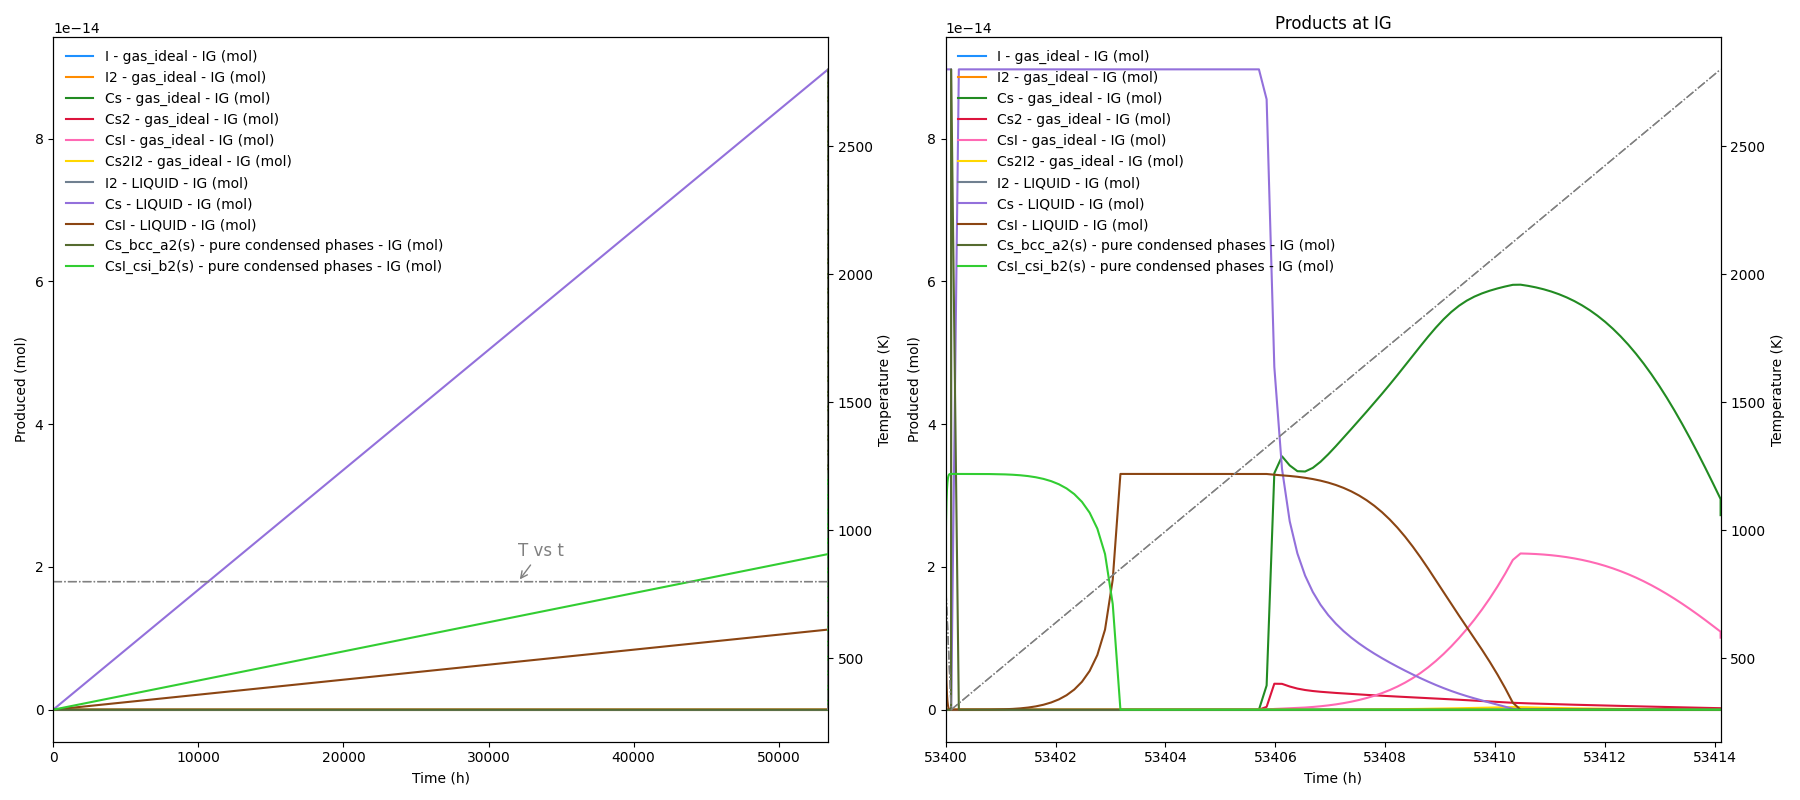 1e−14
I - gas_ideal - IG (mol)
I2 - gas_ideal - IG (mol)
Cs - gas_ideal - IG (mol)
Cs2 - gas_ideal - IG (mol)
CsI - gas_ideal - IG (mol)
Cs2I2 - gas_ideal - IG (mol)
I2 - LIQUID - IG (mol)
Cs - LIQUID - IG (mol)
CsI - LIQUID - IG (mol)
Cs_bcc_a2(s) - pure condensed phases - IG (mol)
CsI_csi_b2(s) - pure condensed phases - IG (mol)
8
6
4
2
0
Produced (mol)
T vs t
2500
2000
1500
1000
500
Temperature (K)
0
10000
20000
30000
40000
50000
Time (h)
Products at IG
1e−14
I - gas_ideal - IG (mol)
I2 - gas_ideal - IG (mol)
Cs - gas_ideal - IG (mol)
Cs2 - gas_ideal - IG (mol)
CsI - gas_ideal - IG (mol)
Cs2I2 - gas_ideal - IG (mol)
I2 - LIQUID - IG (mol)
Cs - LIQUID - IG (mol)
CsI - LIQUID - IG (mol)
Cs_bcc_a2(s) - pure condensed phases - IG (mol)
CsI_csi_b2(s) - pure condensed phases - IG (mol)
8
6
4
2
0
Produced (mol)
2500
2000
1500
1000
500
Temperature (K)
53400
53402
53404
53406
53408
53410
53412
53414
Time (h)